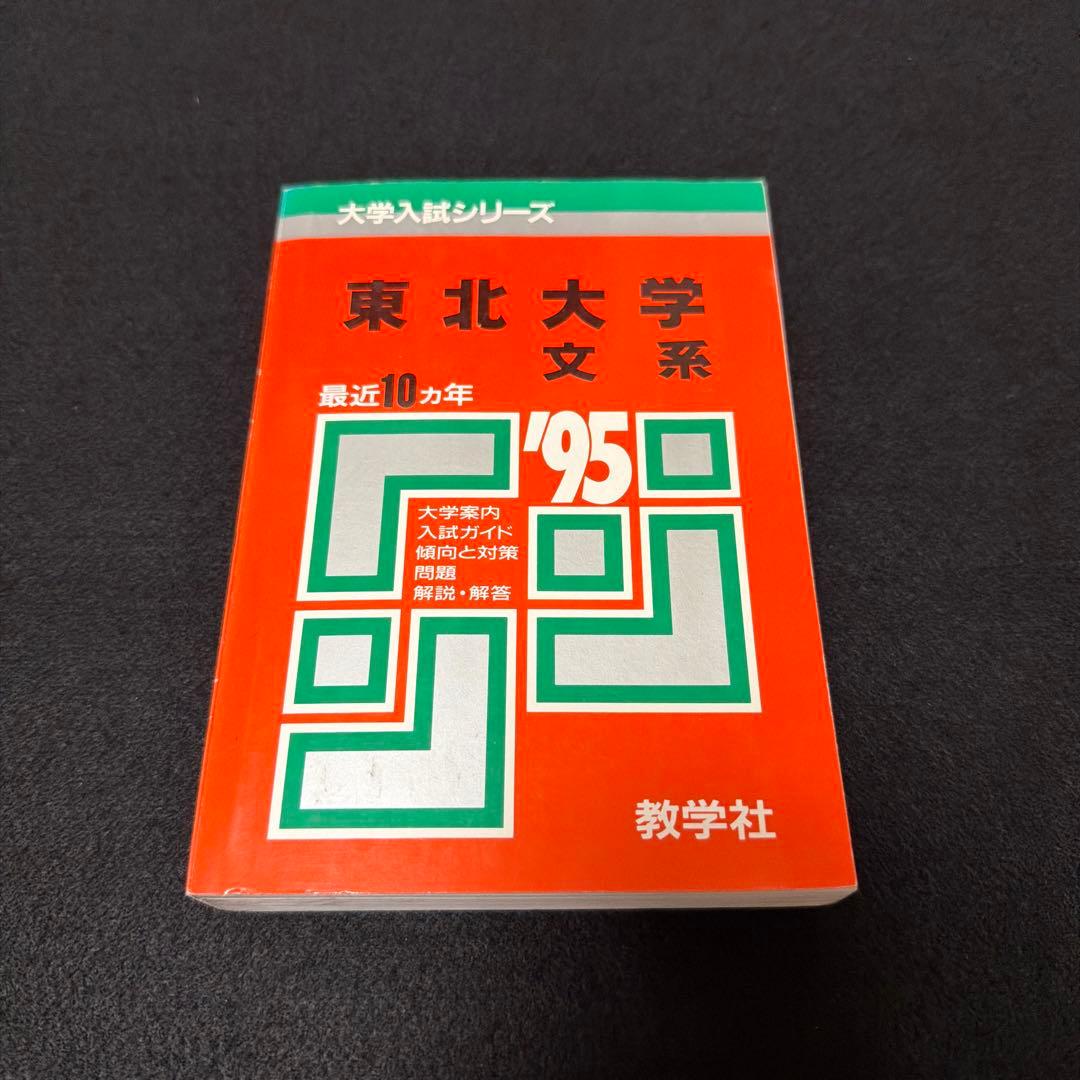 大学入試シリーズ
東北大学
文系
最近10ヵ年
'95
大学案内
入試ガイド
傾向と対策
問題
解説・解答
教学社